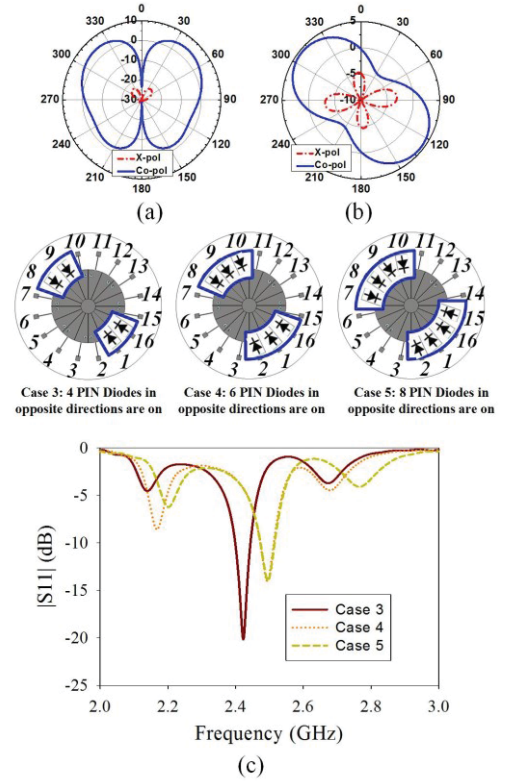 0
330 30
300 60
270 90
240 120
210 150
180
10
0
-10
-20
-30
X-pol
Co-pol
(a)
0
330 30
300 60
270 90
240 120
210 150
180
5
0
-5
-10
X-pol
Co-pol
(b)
1 2 3 4 5 6 7 8 9 10 11 12 13 14 15 16
1 2 3 4 5 6 7 8 9 10 11 12 13 14 15 16
1 2 3 4 5 6 7 8 9 10 11 12 13 14 15 16
Case 3: 4 PIN Diodes in
opposite directions are on
Case 4: 6 PIN Diodes in
opposite directions are on
Case 5: 8 PIN Diodes in
opposite directions are on
0
-5
-10
-15
-20
-25
|S11| (dB)
Case 3
Case 4
Case 5
2.0 2.2 2.4 2.6 2.8 3.0
Frequency (GHz)
(c)